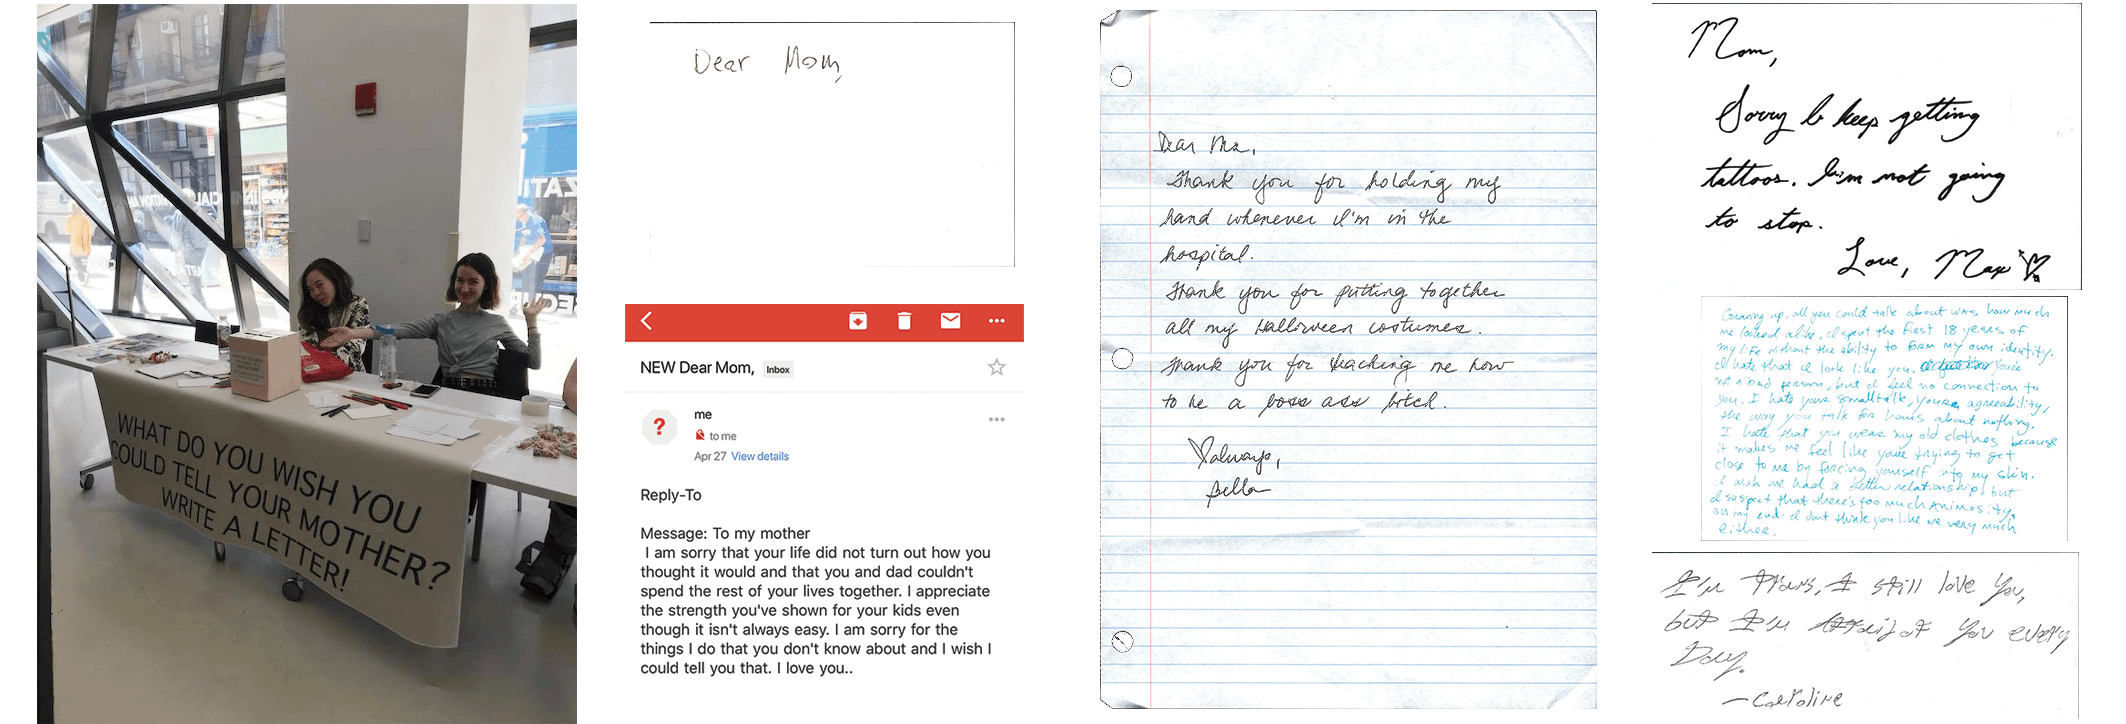 WHAT DO YOU WISH YOU
COULD TELL YOUR MOTHER?
WRITE A LETTER!
Dear Mom,
NEW Dear Mom, Inbox
me
to me
Apr 27 View details
Reply-To
Message: To my mother
I am sorry that your life did not turn out how you
thought it would and that you and dad couldn't
spend the rest of your lives together. I appreciate
the strength you've shown for your kids even
though it isn't always easy. I am sorry for the
things I do that you don't know about and I wish I
could tell you that. I love you..
Dear Ma,
Thank you for holding my
hand whenever I'm in the
hospital.
Thank you for putting together
all my Halloween costumes.
Thank you for teaching me how
to be a boss ass bitch.
always,
Bella
Mom,
Sorry I keep getting
tattoos. I'm not going
to stop.
Love, Max
Growing up, all you could talk about was how much
we looked alike. I spent the first 18 years of
my life without the ability to form my own identity.
I hate that I look like you. You're
not a bad person, but I feel no connection to
you. I hate your smalltalk, your agreeability,
the way you talk for hours about nothing.
I hate that you wear my old clothes because
it makes me feel like you're trying to get
close to me by forcing yourself into my skin.
I wish we had a better relationship, but
I suspect that there's too much animosity,
on my end. I don't think you like me very much
either.
I'm Trans, I still love you,
but I'm afraid of you every
Day.
—Caroline